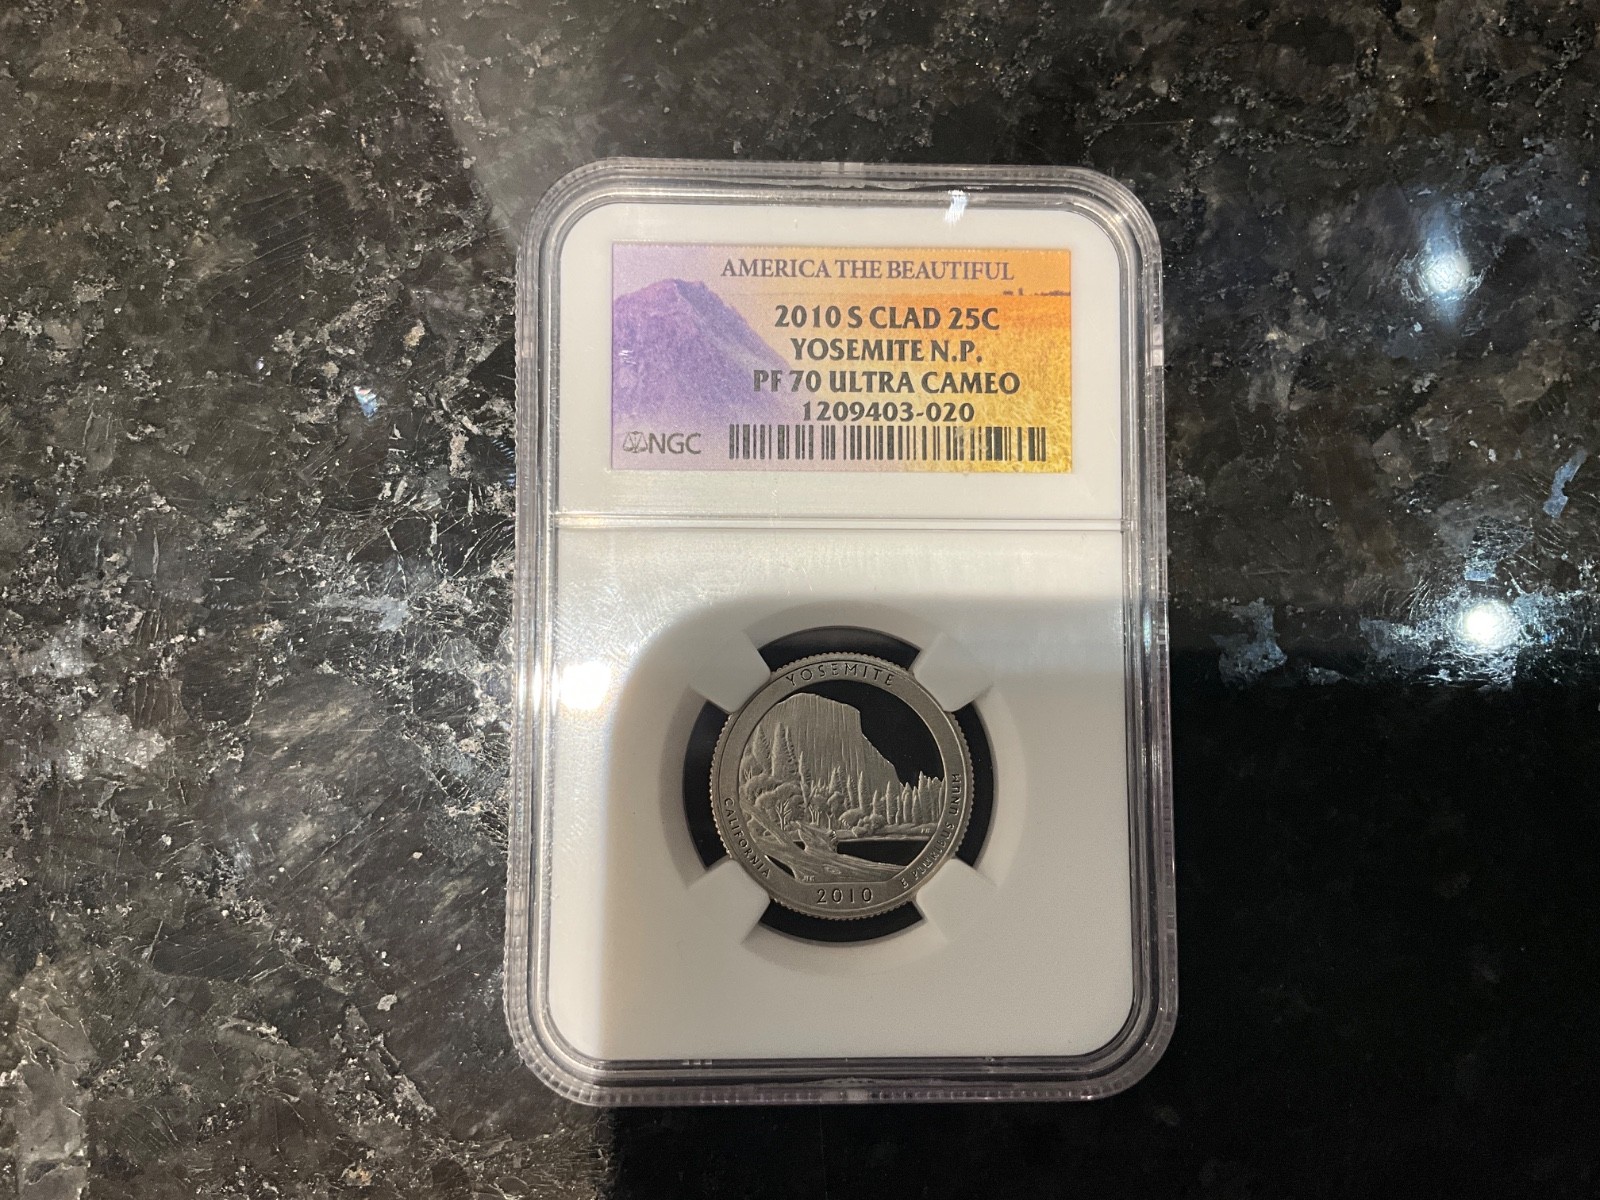 AMERICA THE BEAUTIFUL
2010 S CLAD 25C
YOSEMITE N.P.
PF 70 ULTRA CAMEO
1209403-020
NGC
YOSEMITE
CALIFORNIA
2010
E PLURIBUS UNUM